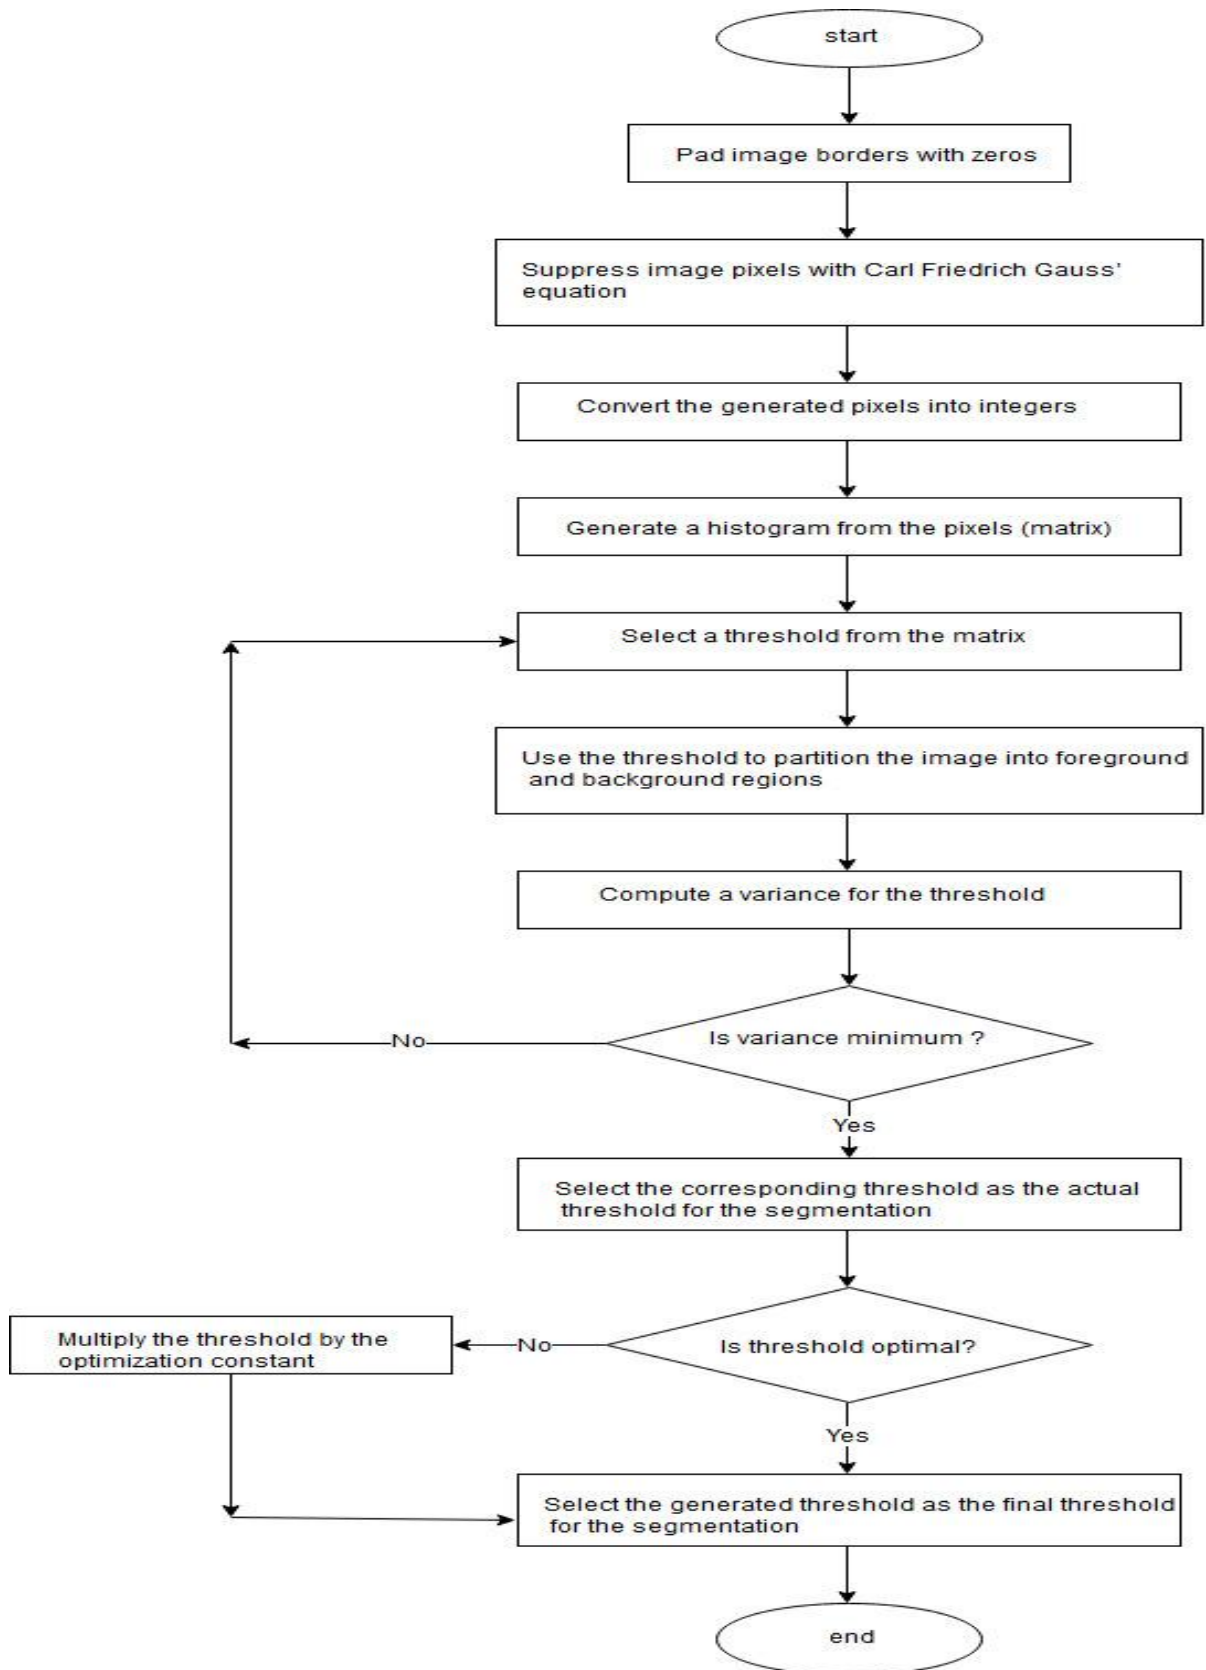 start
Pad image borders with zeros
Suppress image pixels with Carl Friedrich Gauss'
equation
Convert the generated pixels into integers
Generate a histogram from the pixels (matrix)
Select a threshold from the matrix
Use the threshold to partition the image into foreground
and background regions
Compute a variance for the threshold
Is variance minimum ?
No
Yes
Select the corresponding threshold as the actual
threshold for the segmentation
Is threshold optimal?
No
Multiply the threshold by the
optimization constant
Yes
Select the generated threshold as the final threshold
for the segmentation
end